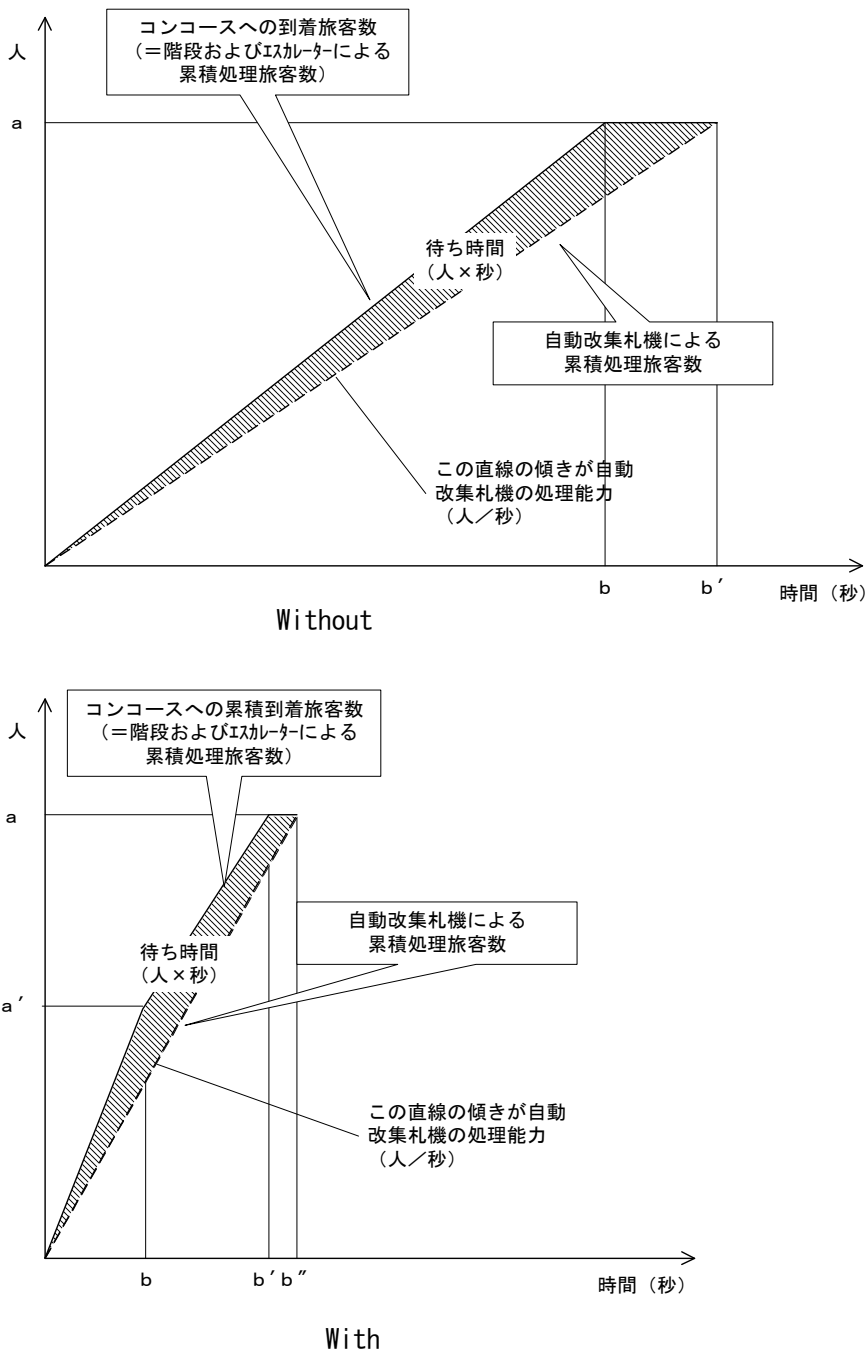 コンコースへの到着旅客数
（＝階段およびｴｽｶﾚｰﾀｰによる
累積処理旅客数）
人
a
待ち時間
（人×秒）
自動改集札機による
累積処理旅客数
この直線の傾きが自動
改集札機の処理能力
（人／秒）
b
b′
時間（秒）
Without
コンコースへの累積到着旅客数
（＝階段およびｴｽｶﾚｰﾀｰによる
累積処理旅客数）
人
a
自動改集札機による
累積処理旅客数
待ち時間
（人×秒）
a′
この直線の傾きが自動
改集札機の処理能力
（人／秒）
b
b′
b″
時間（秒）
With